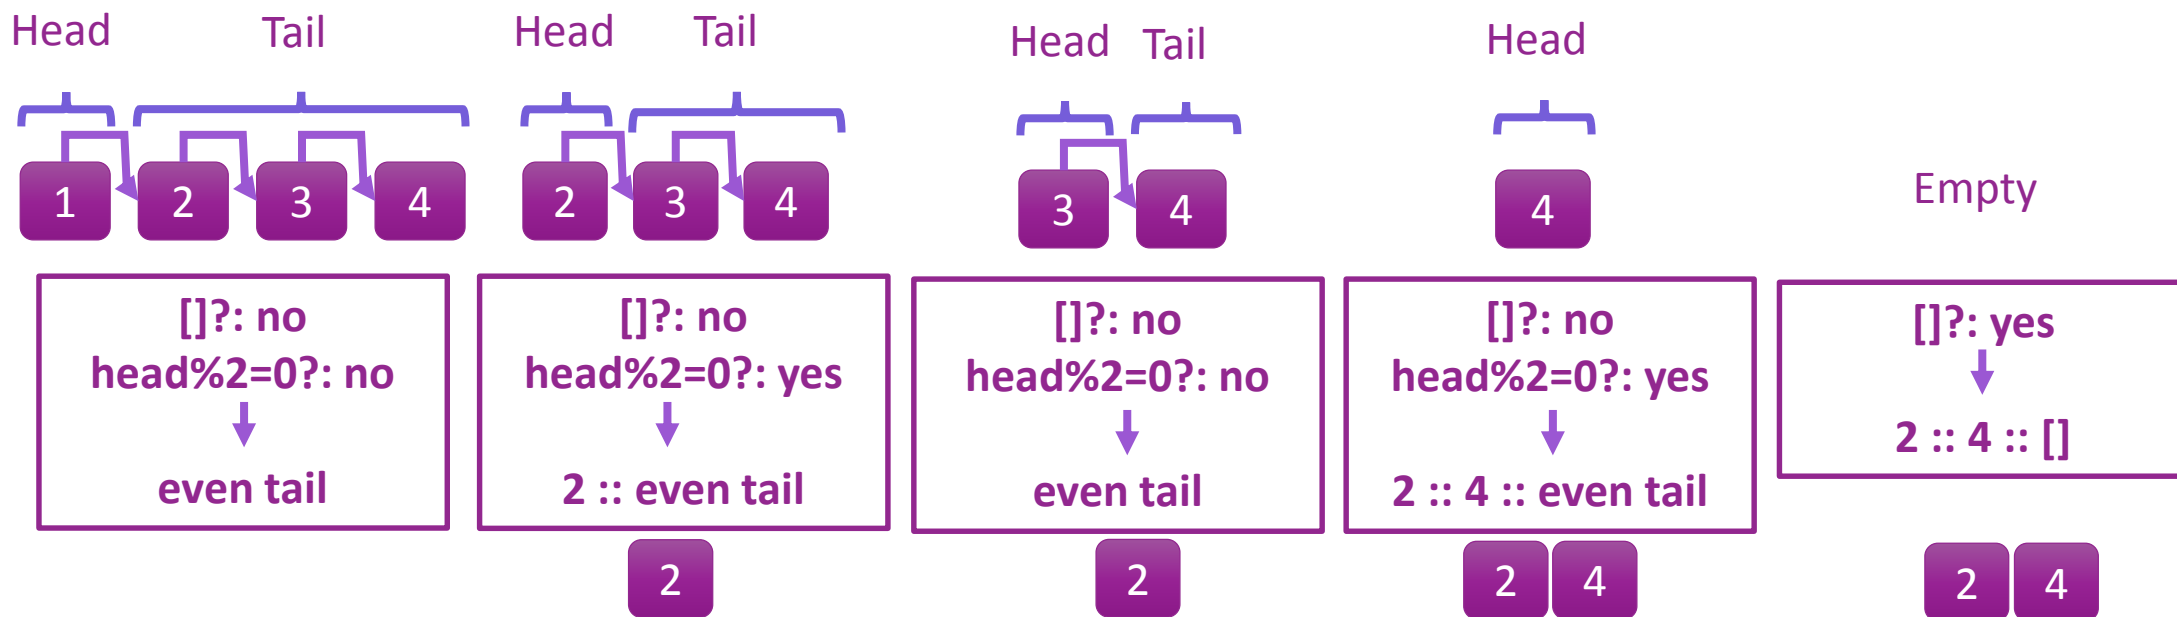 Head Tail
1 2 3 4
[]?: no
head%2=0?: no
even tail
Head Tail
2 3 4
[]?: no
head%2=0?: yes
2 :: even tail
2
Head Tail
3 4
[]?: no
head%2=0?: no
even tail
2
Head
4
[]?: no
head%2=0?: yes
2 :: 4 :: even tail
2 4
Empty
[]?: yes
2 :: 4 :: []
2 4